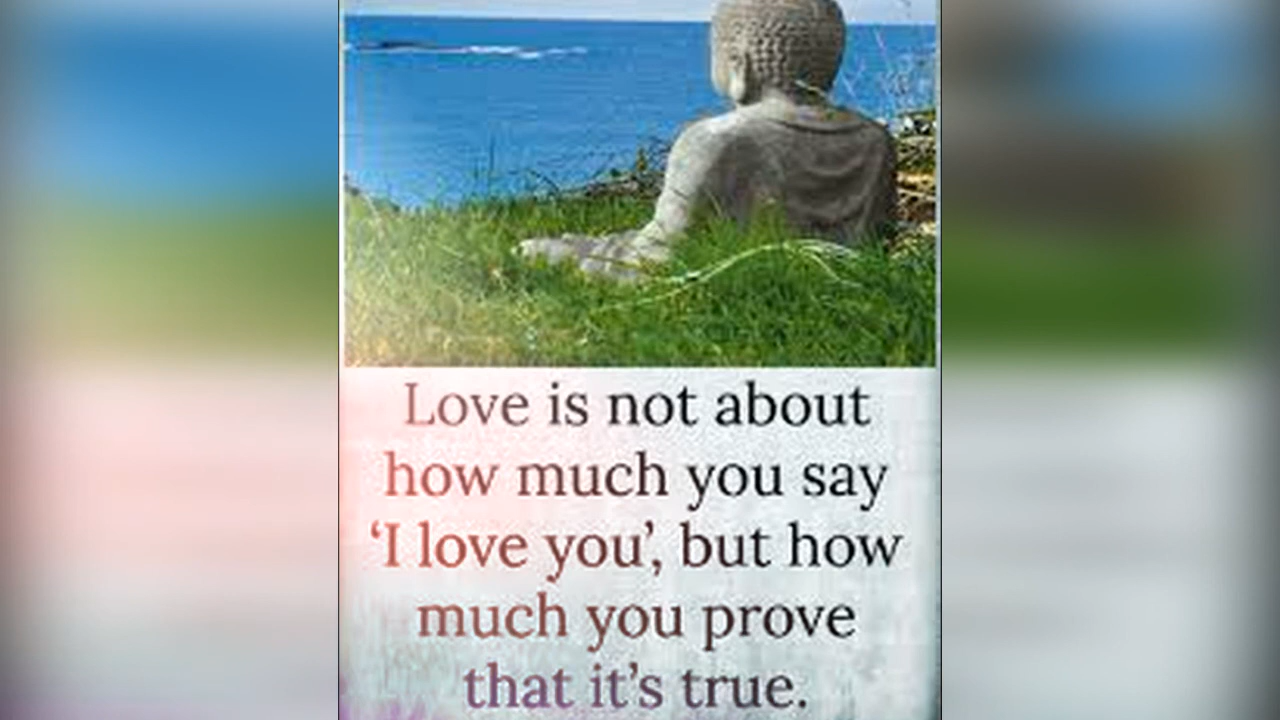 Love is not about
how much you say
‘I love you’, but how
much you prove
that it’s true.